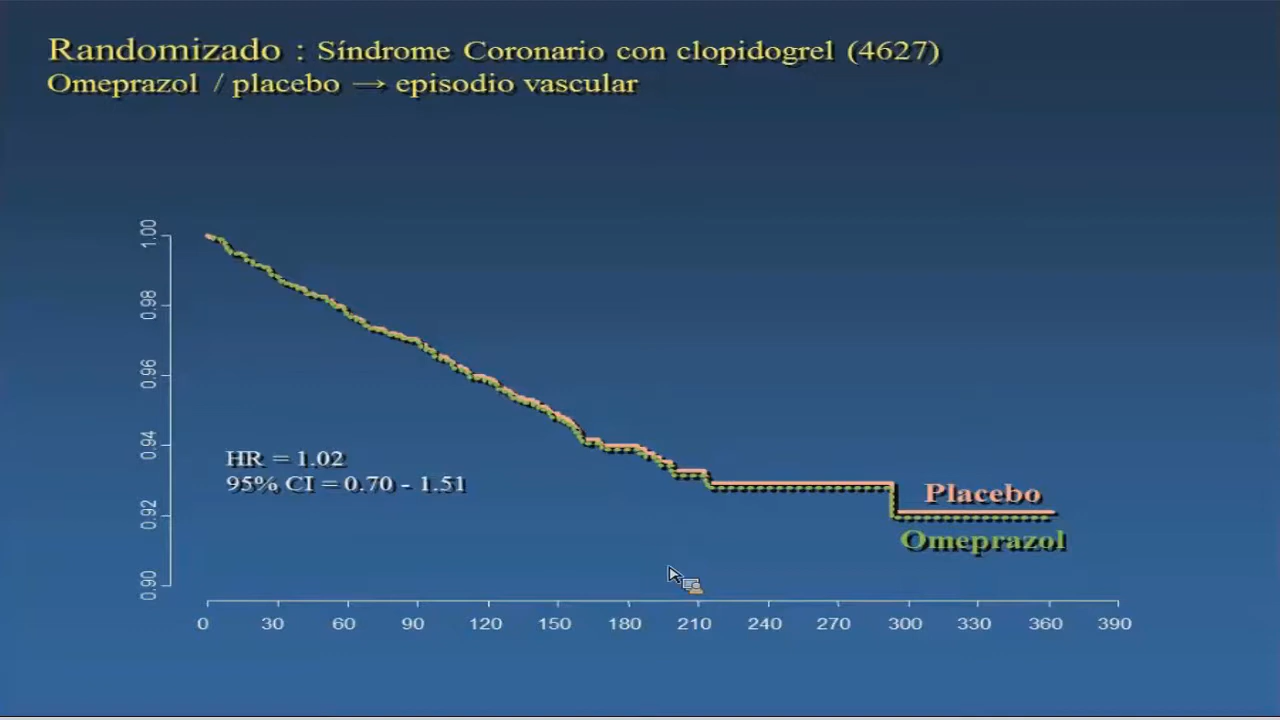 Randomizado : Síndrome Coronario con clopidogrel (4627)
Omeprazol / placebo → episodio vascular
1.00
0.98
0.96
0.94
0.92
0.90
HR = 1.02
95% CI = 0.70 - 1.51
Placebo
Omeprazol
0 30 60 90 120 150 180 210 240 270 300 330 360 390